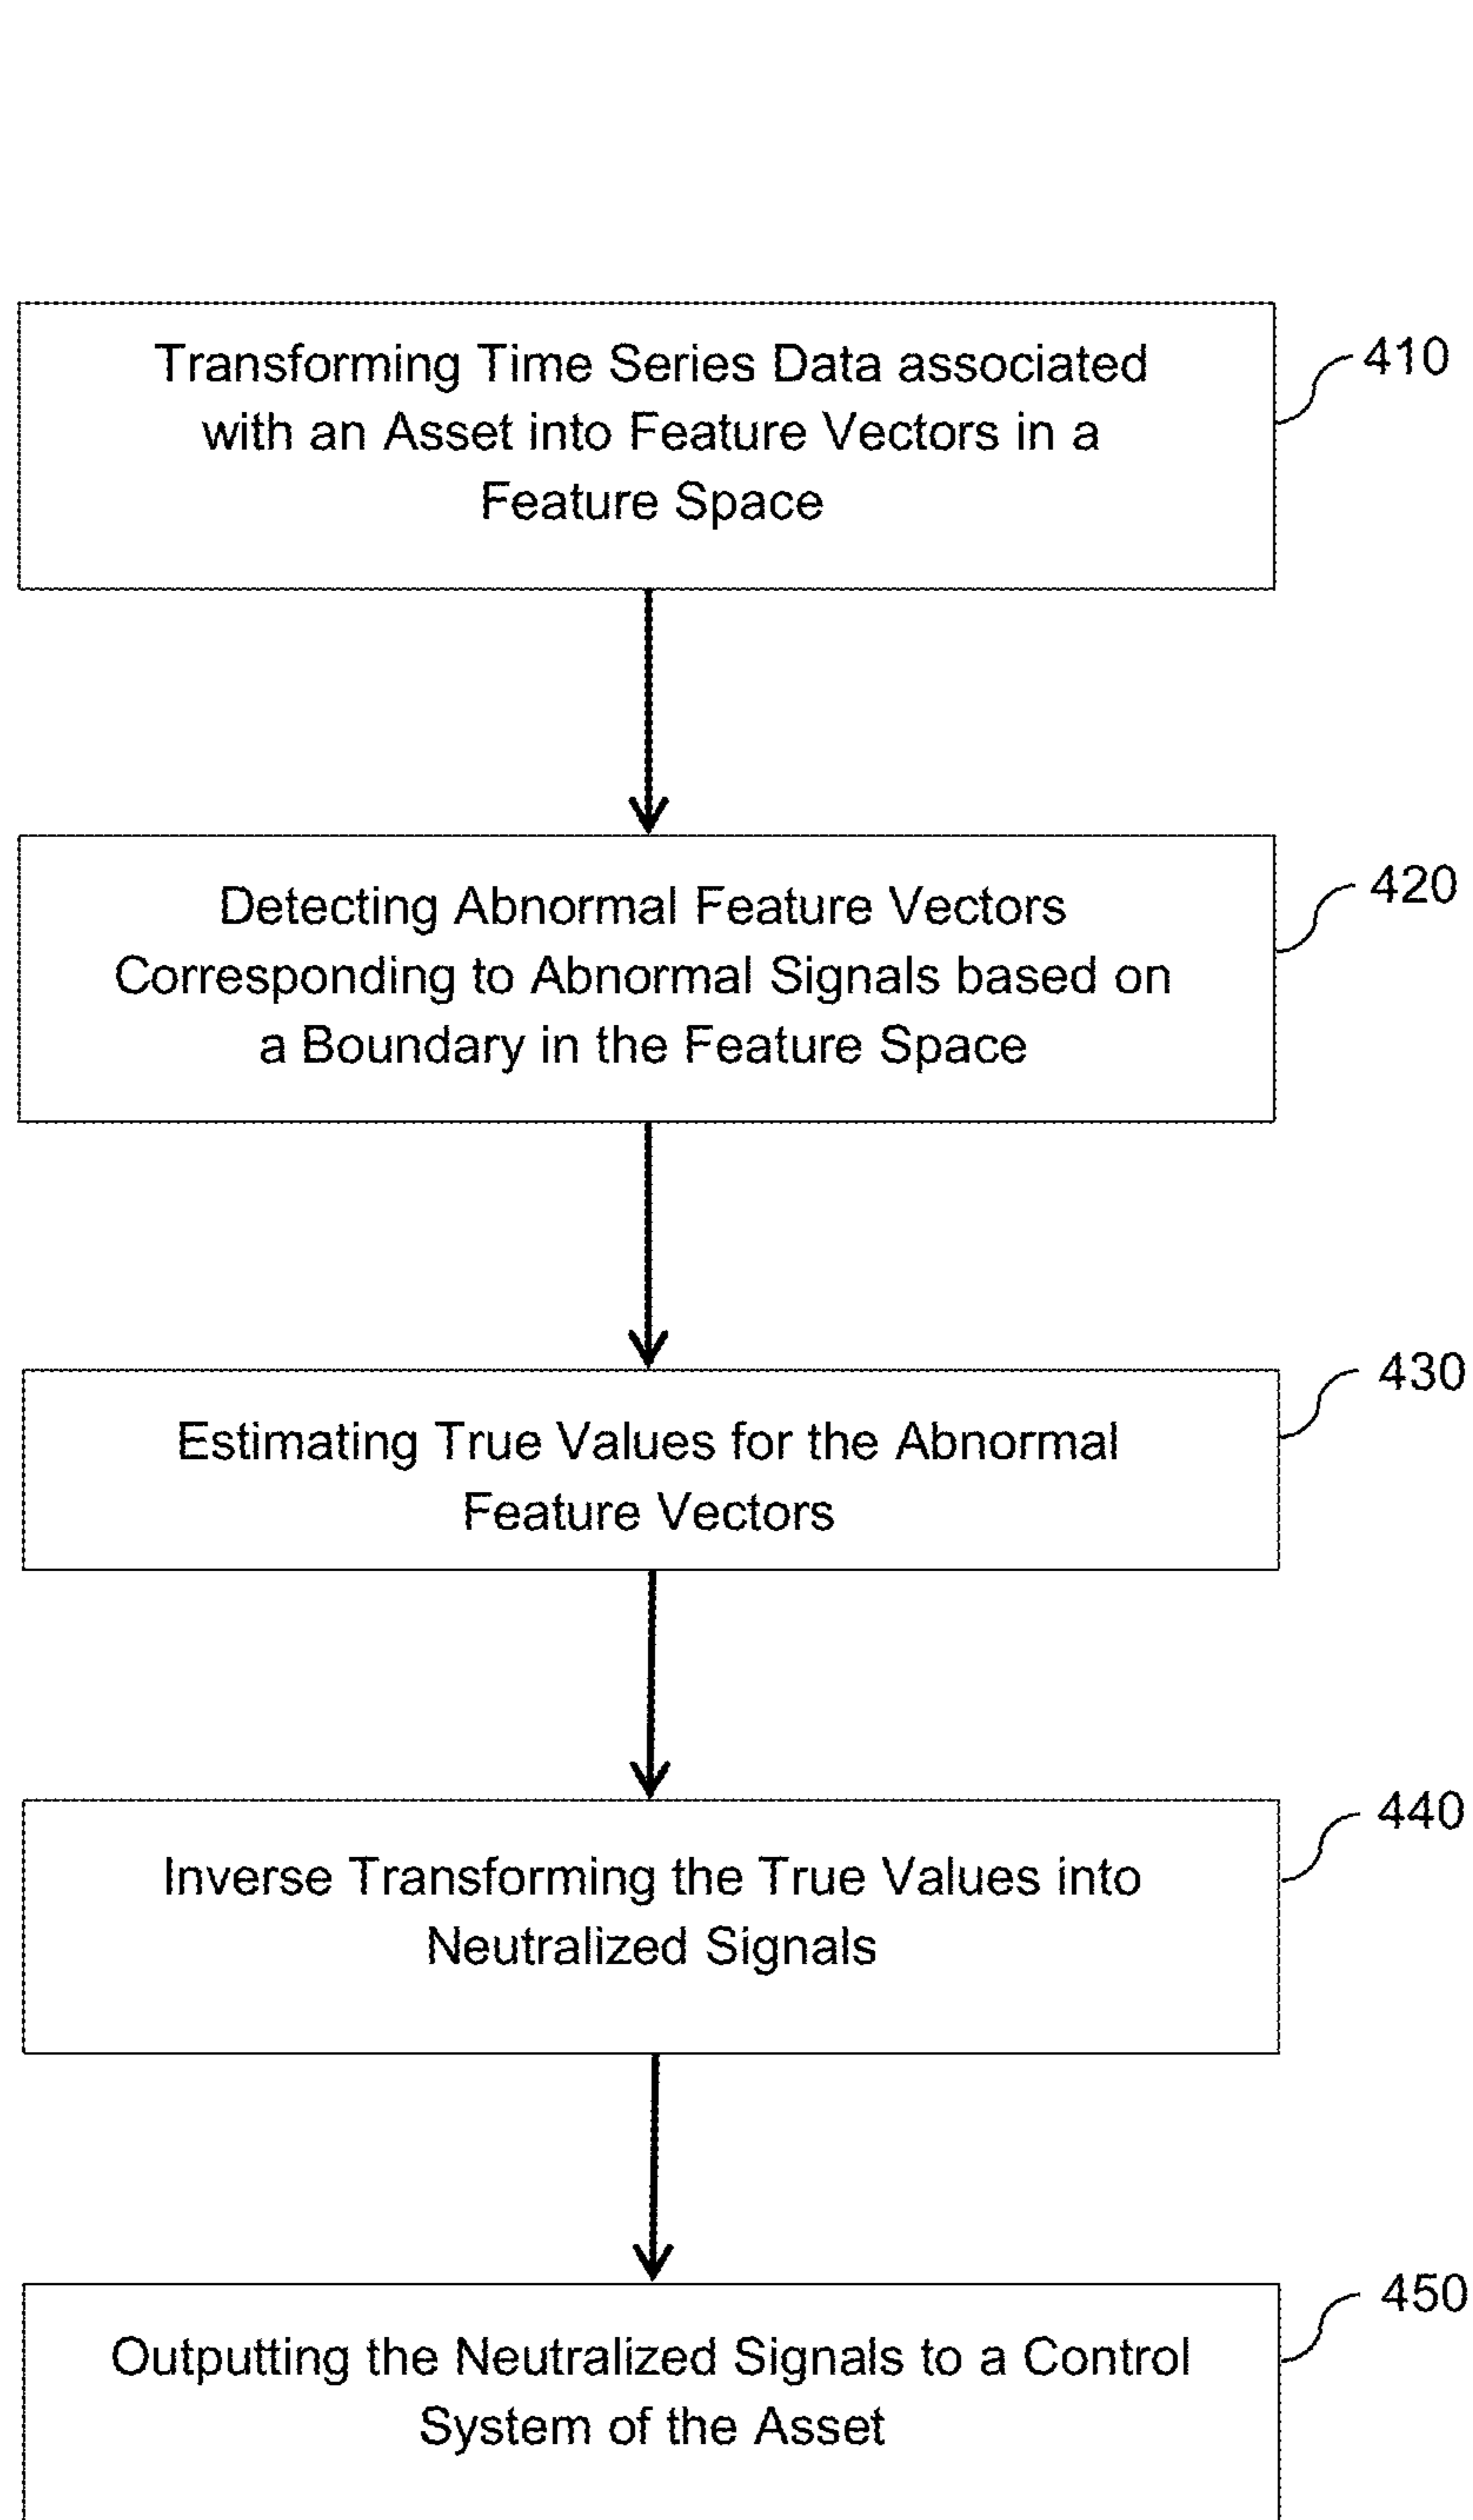 Transforming Time Series Data associated
with an Asset into Feature Vectors in a
Feature Space
410
Detecting Abnormal Feature Vectors
Corresponding to Abnormal Signals based on
a Boundary in the Feature Space
420
Estimating True Values for the Abnormal
Feature Vectors
430
Inverse Transforming the True Values into
Neutralized Signals
440
Outputting the Neutralized Signals to a Control
System of the Asset
450